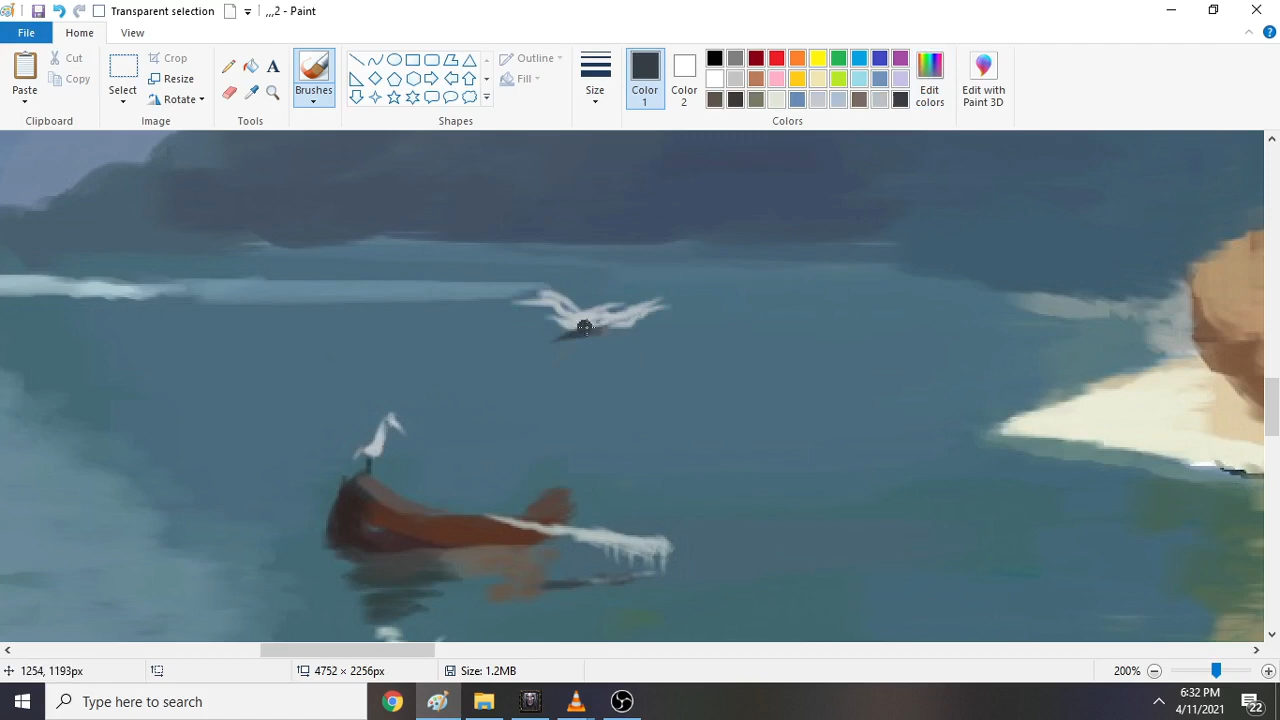 Transparent selection
,,,2 - Paint
File
Home
View
Paste
Cut
Copy
Clipboard
Select
Crop
Resize
Rotate
Image
A
Tools
Brushes
Outline
Fill
Shapes
Size
Color
1
Color
2
Edit
colors
Colors
Edit with
Paint 3D
1254, 1193px
4752 × 2256px
Size: 1.2MB
200%
Type here to search
6:32 PM
4/11/2021
22